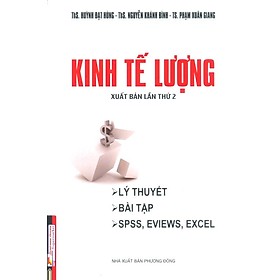 ThS. HUỲNH ĐẠT HÙNG - ThS. NGUYỄN KHÁNH BÌNH - TS. PHẠM XUÂN GIANG
KINH TẾ LƯỢNG
XUẤT BẢN LẦN THỨ 2
➢LÝ THUYẾT
➢BÀI TẬP
➢SPSS, EVIEWS, EXCEL
NHÀ XUẤT BẢN PHƯƠNG ĐÔNG